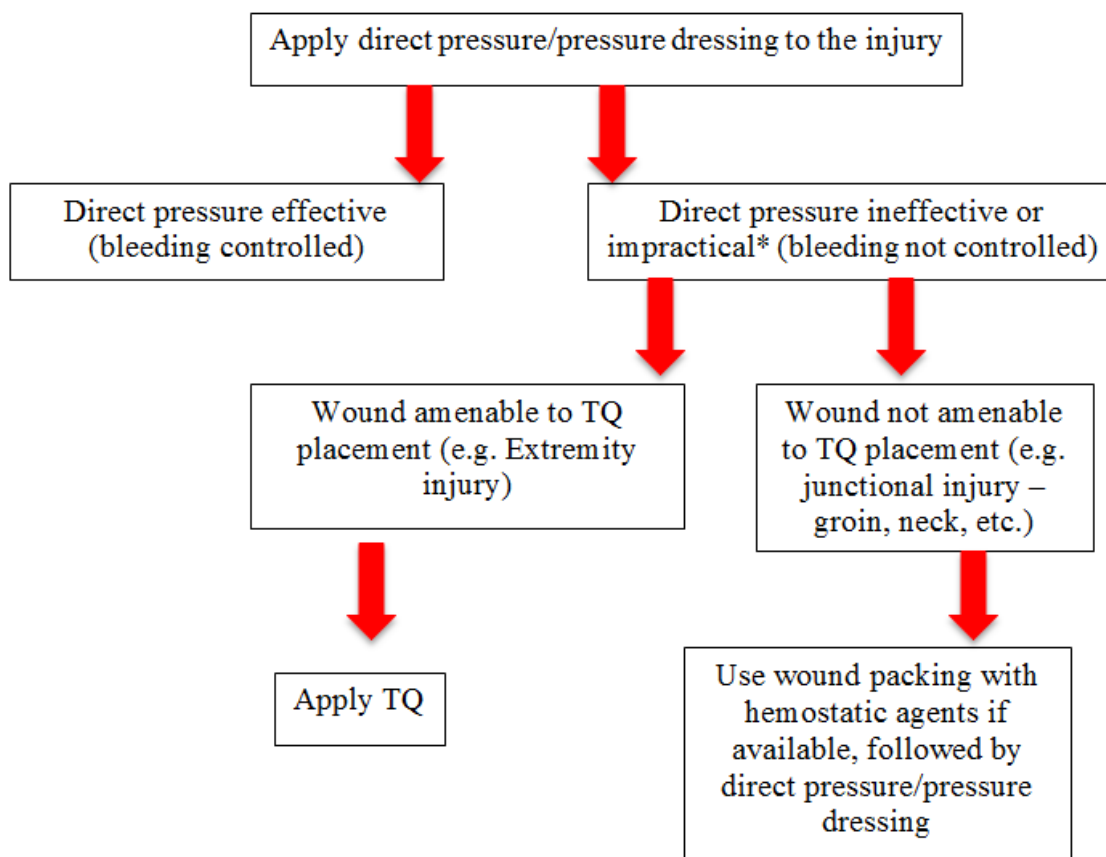 Apply direct pressure/pressure dressing to the injury
Direct pressure effective
(bleeding controlled)
Direct pressure ineffective or
impractical* (bleeding not controlled)
Wound amenable to TQ
placement (e.g. Extremity
injury)
Wound not amenable
to TQ placement (e.g.
junctional injury –
groin, neck, etc.)
Apply TQ
Use wound packing with
hemostatic agents if
available, followed by
direct pressure/pressure
dressing